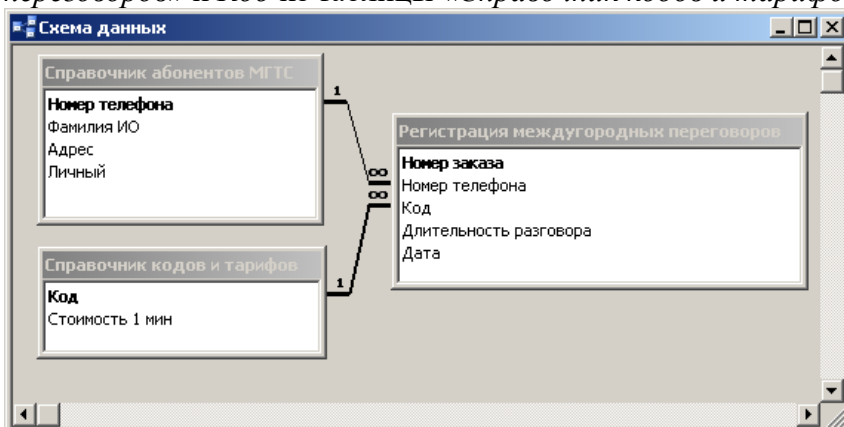 Схема данных
Справочник абонентов МГТС
Номер телефона
Фамилия ИО
Адрес
Личный
1
∞
∞
Регистрация междугородных переговоров
Номер заказа
Номер телефона
Код
Длительность разговора
Дата
Справочник кодов и тарифов
Код
Стоимость 1 мин
1